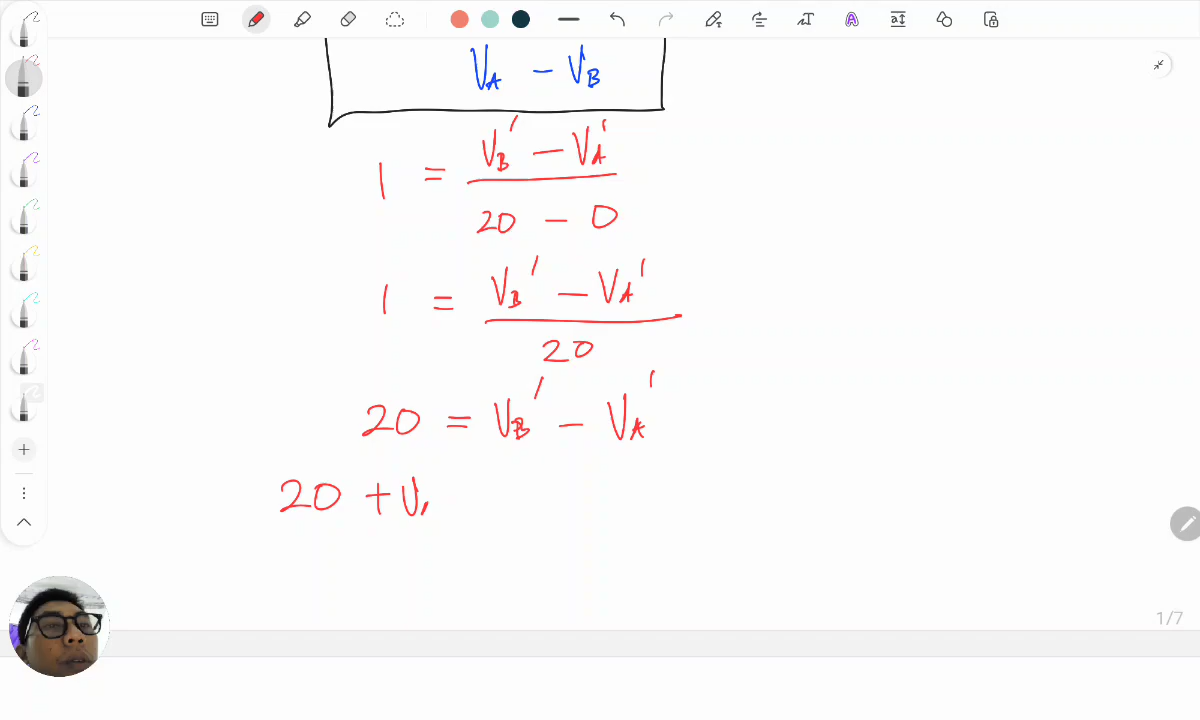 V_A - V_B
1 = (V_B' - V_A') / (20 - 0)
1 = (V_B' - V_A') / 20
20 = V_B' - V_A'
20 + V
1/7